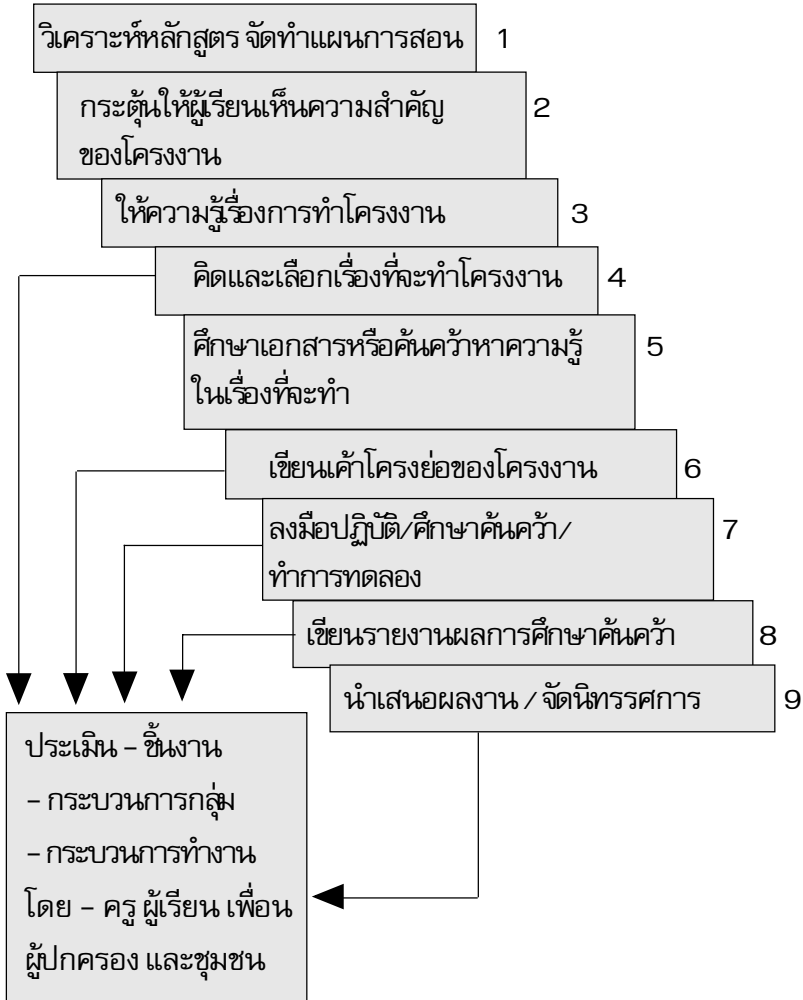 วิเคราะห์หลักสูตร จัดทำแผนการสอน 1
กระตุ้นให้ผู้เรียนเห็นความสำคัญ 2
ของโครงงาน
ให้ความรู้เรื่องการทำโครงงาน 3
คิดและเลือกเรื่องที่จะทำโครงงาน 4
ศึกษาเอกสารหรือค้นคว้าหาความรู้ 5
ในเรื่องที่จะทำ
เขียนเค้าโครงย่อของโครงงาน 6
ลงมือปฏิบัติ/ศึกษาค้นคว้า/ 7
ทำการทดลอง
เขียนรายงานผลการศึกษาค้นคว้า 8
นำเสนอผลงาน / จัดนิทรรศการ 9
ประเมิน – ชิ้นงาน
– กระบวนการกลุ่ม
– กระบวนการทำงาน
โดย – ครู ผู้เรียน เพื่อน
ผู้ปกครอง และชุมชน